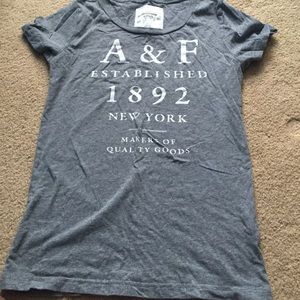 A & F
ESTABLISHED
1892
NEW YORK
MAKERS OF
QUALITY GOODS